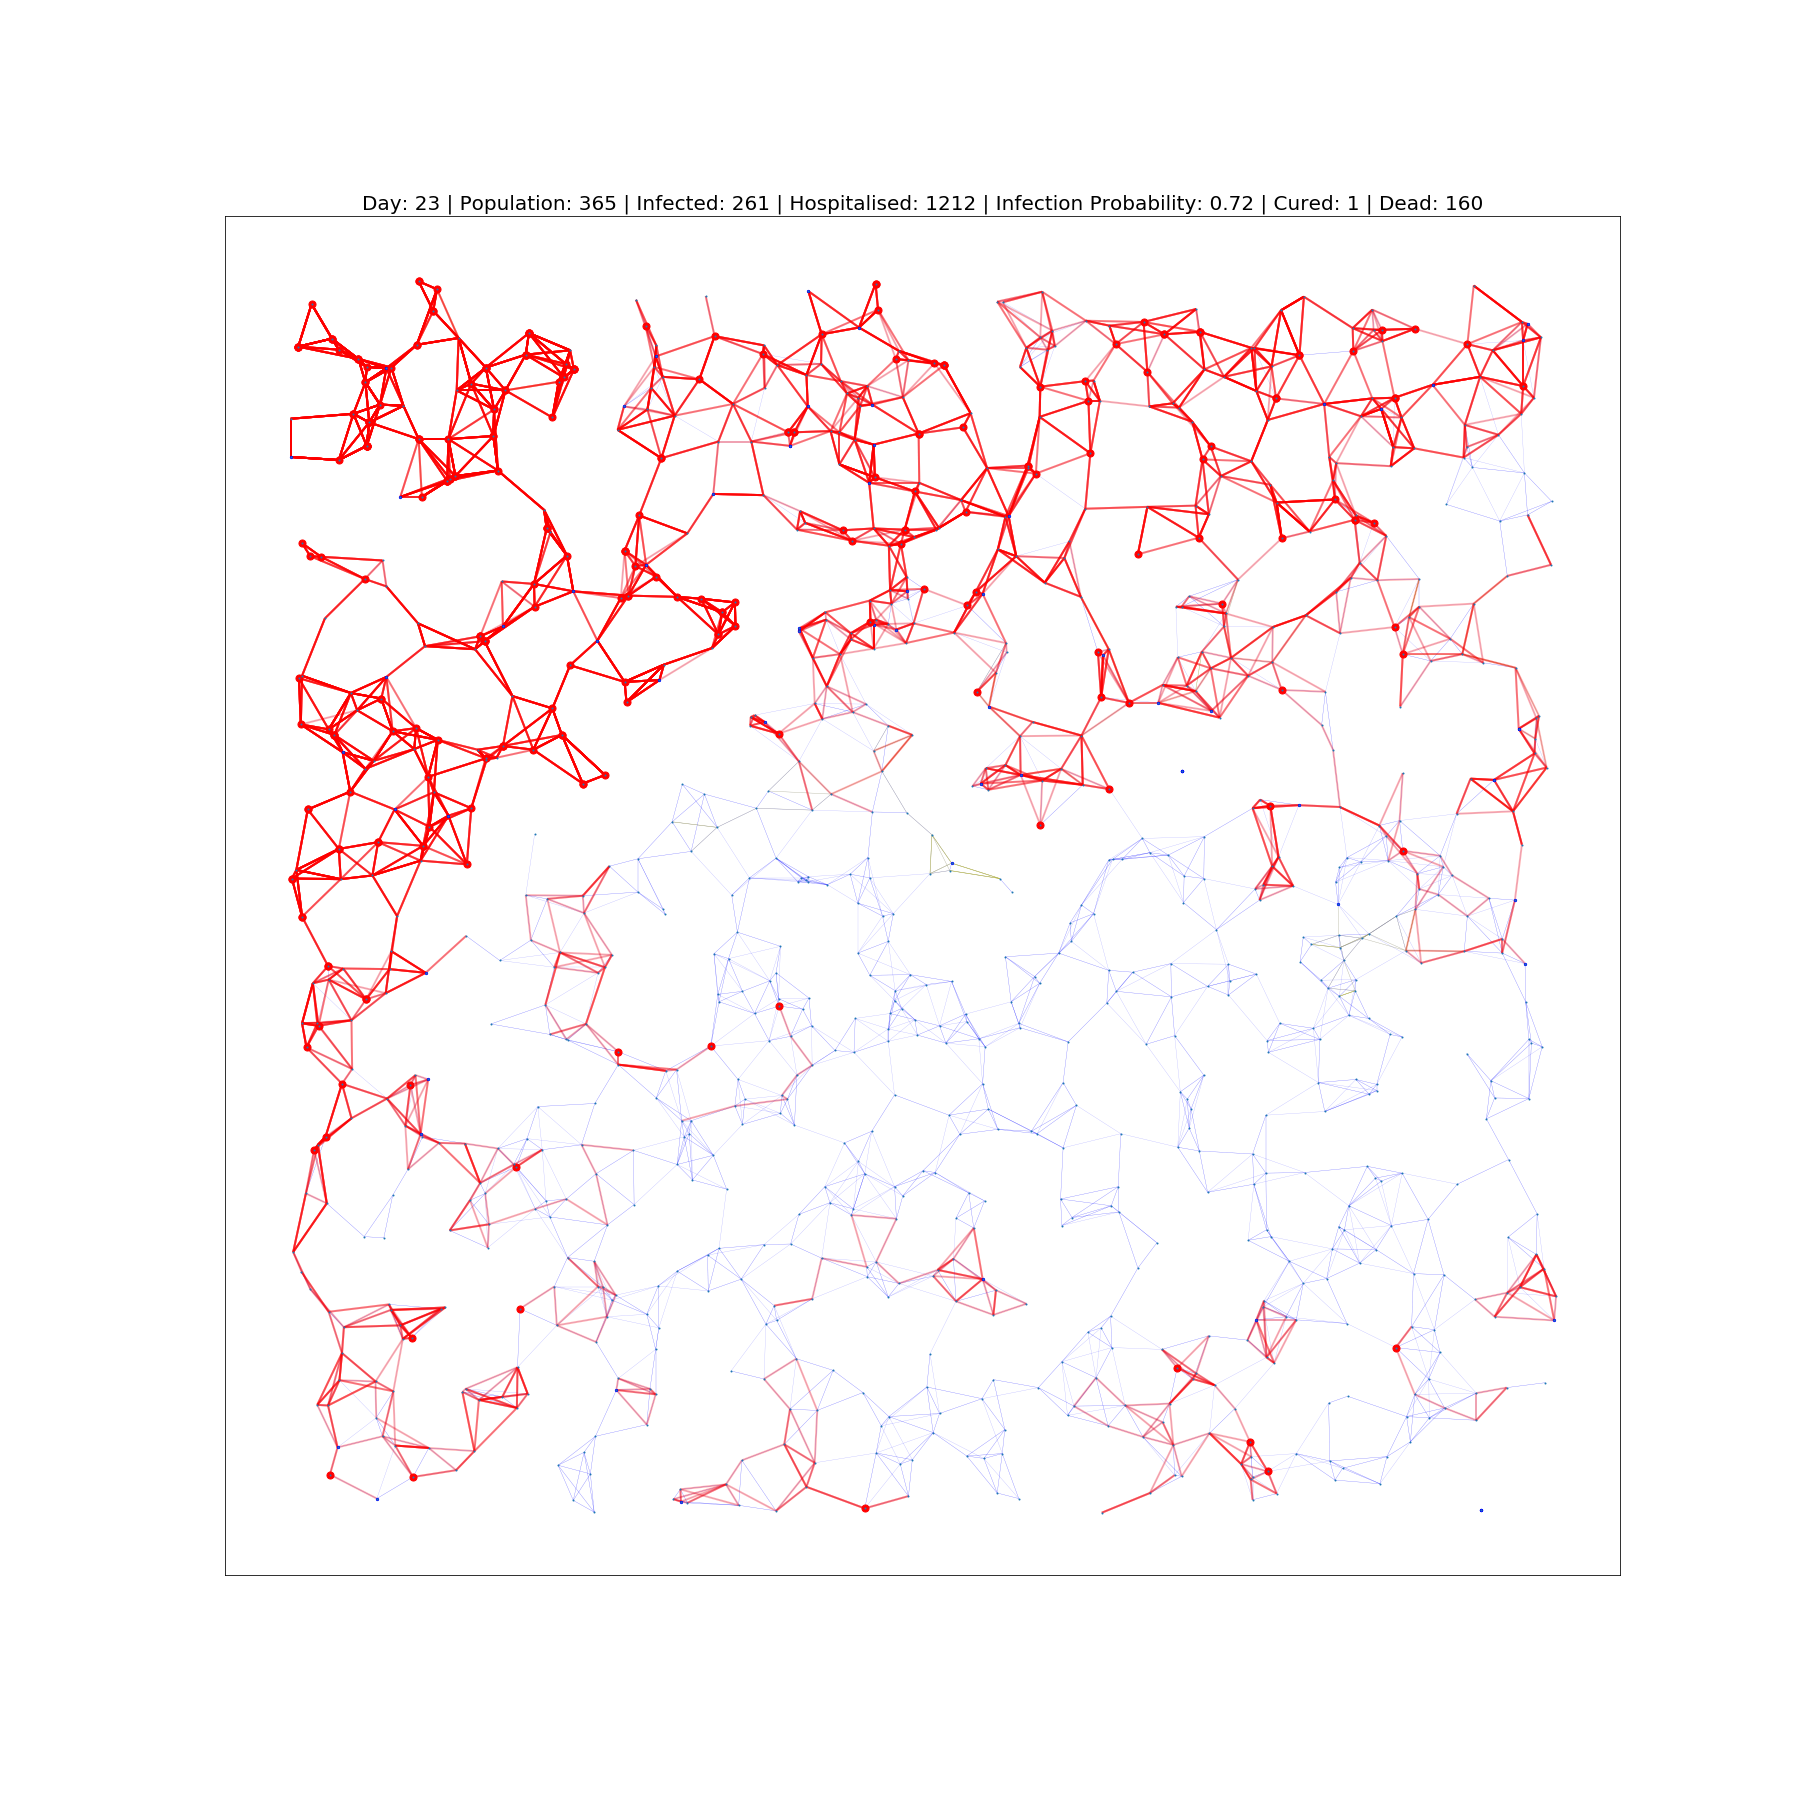 Day: 23 | Population: 365 | Infected: 261 | Hospitalised: 1212 | Infection Probability: 0.72 | Cured: 1 | Dead: 160